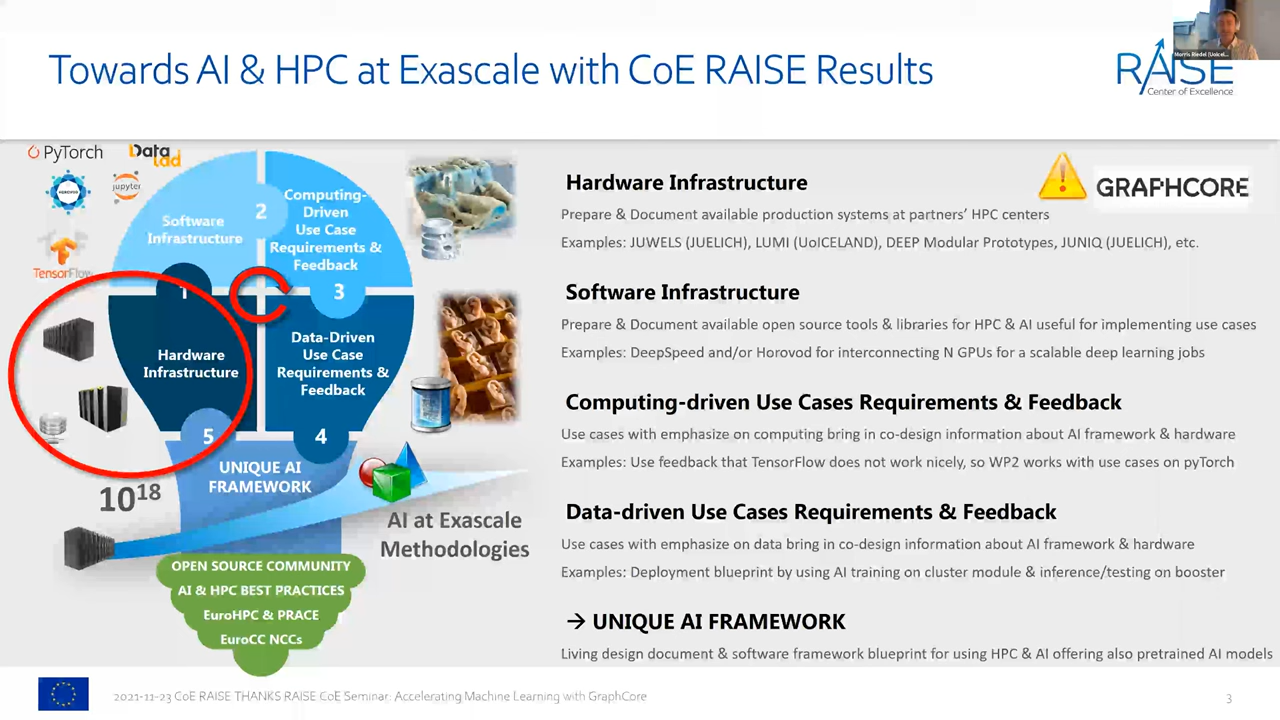 Towards AI & HPC at Exascale with CoE RAISE Results
RAISE
Center of Excellence
PyTorch
Data Lad
HOROVOD
jupyter
TensorFlow
Software
Infrastructure
2
Computing-
Driven
Use Case
Requirements &
Feedback
1
3
Hardware
Infrastructure
Data-Driven
Use Case
Requirements &
Feedback
5
4
UNIQUE AI
FRAMEWORK
10^18
AI at Exascale
Methodologies
OPEN SOURCE COMMUNITY
AI & HPC BEST PRACTICES
EuroHPC & PRACE
EuroCC NCCs
Hardware Infrastructure
GRAPHCORE
Prepare & Document available production systems at partners' HPC centers
Examples: JUWELS (JUELICH), LUMI (UoICELAND), DEEP Modular Prototypes, JUNIQ (JUELICH), etc.
Software Infrastructure
Prepare & Document available open source tools & libraries for HPC & AI useful for implementing use cases
Examples: DeepSpeed and/or Horovod for interconnecting N GPUs for a scalable deep learning jobs
Computing-driven Use Cases Requirements & Feedback
Use cases with emphasize on computing bring in co-design information about AI framework & hardware
Examples: Use feedback that TensorFlow does not work nicely, so WP2 works with use cases on pyTorch
Data-driven Use Cases Requirements & Feedback
Use cases with emphasize on data bring in co-design information about AI framework & hardware
Examples: Deployment blueprint by using AI training on cluster module & inference/testing on booster
→ UNIQUE AI FRAMEWORK
Living design document & software framework blueprint for using HPC & AI offering also pretrained AI models
2021-11-23 CoE RAISE THANKS RAISE CoE Seminar: Accelerating Machine Learning with GraphCore
3